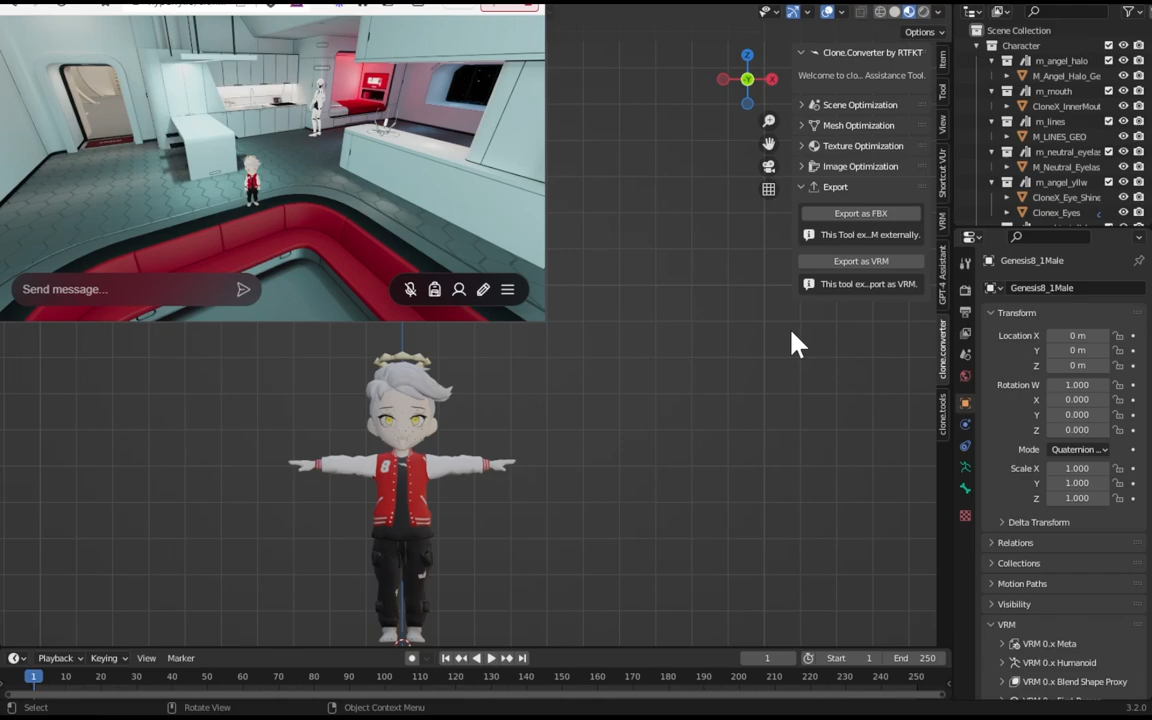 Send message...
Options
Clone.Converter by RTFKT
Welcome to clo... Assistance Tool.
Scene Optimization
Mesh Optimization
Texture Optimization
Image Optimization
Export
Export as FBX
This Tool ex...M externally.
Export as VRM
This tool ex...port as VRM.
Item
Tool
View
Shortcut VUr
VRM
GPT-4 Assistant
clone.converter
clone.tools
Z
X
-Y
Scene Collection
Character
m_angel_halo
M_Angel_Halo_Ge
m_mouth
CloneX_InnerMout
m_lines
M_LINES_GEO
m_neutral_eyelas
M_Neutral_Eyelas
m_angel_yllw
CloneX_Eye_Shine
Clonex_Eyes
Genesis8_1Male
Genesis8_1Male
Transform
Location X 0 m
Y 0 m
Z 0 m
Rotation W 1.000
X 0.000
Y 0.000
Z 0.000
Mode Quaternion ...
Scale X 1.000
Y 1.000
Z 1.000
Delta Transform
Relations
Collections
Motion Paths
Visibility
VRM
VRM 0.x Meta
VRM 0.x Humanoid
VRM 0.x Blend Shape Proxy
8
Playback Keying View Marker
1 Start 1 End 250
1 10 20 30 40 50 60 70 80 90 100 110 120 130 140 150 160 170 180 190 200 210 220 230 240 250
Select Rotate View Object Context Menu 3.2.0